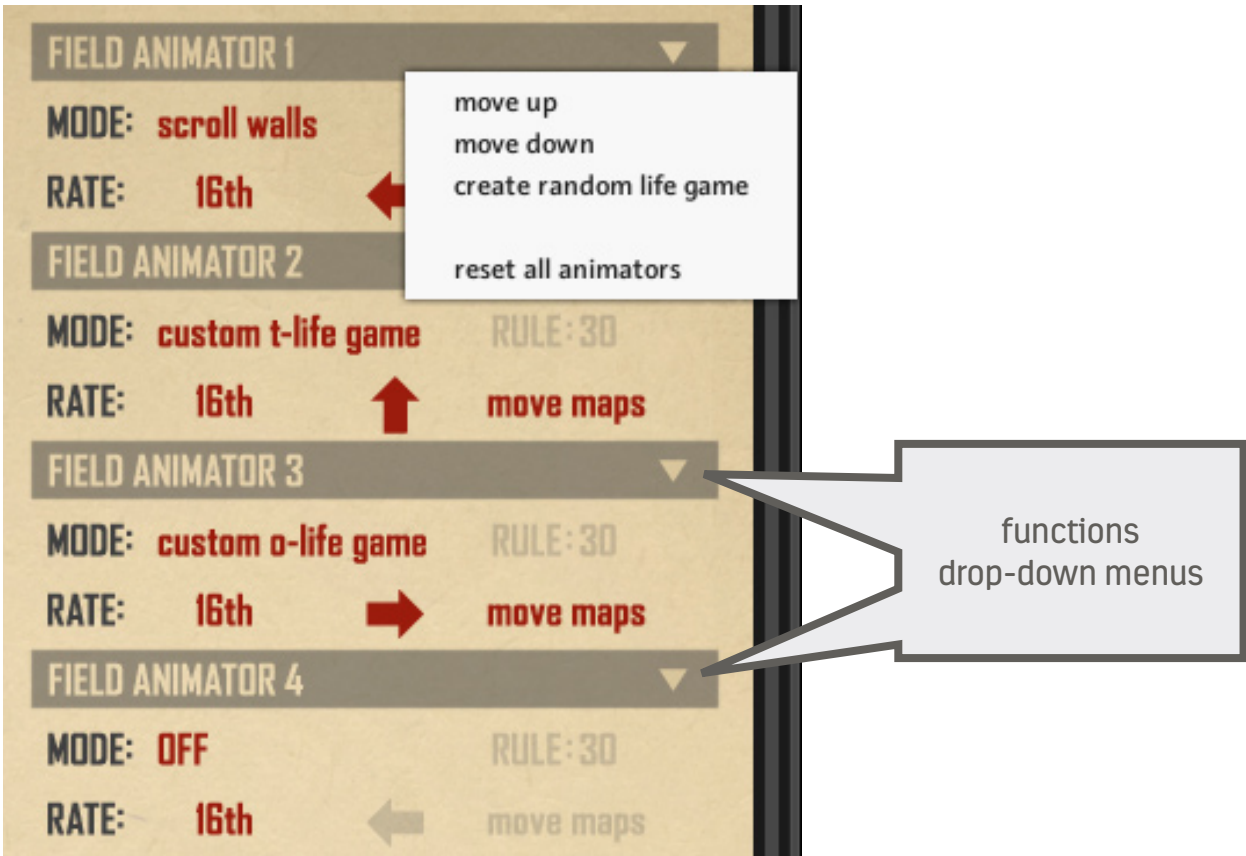 FIELD ANIMATOR 1
MODE: scroll walls
RATE: 16th
move up
move down
create random life game
reset all animators
FIELD ANIMATOR 2
MODE: custom t-life game RULE: 30
RATE: 16th move maps
FIELD ANIMATOR 3
MODE: custom o-life game RULE: 30
RATE: 16th move maps
functions
drop-down menus
FIELD ANIMATOR 4
MODE: OFF RULE: 30
RATE: 16th move maps